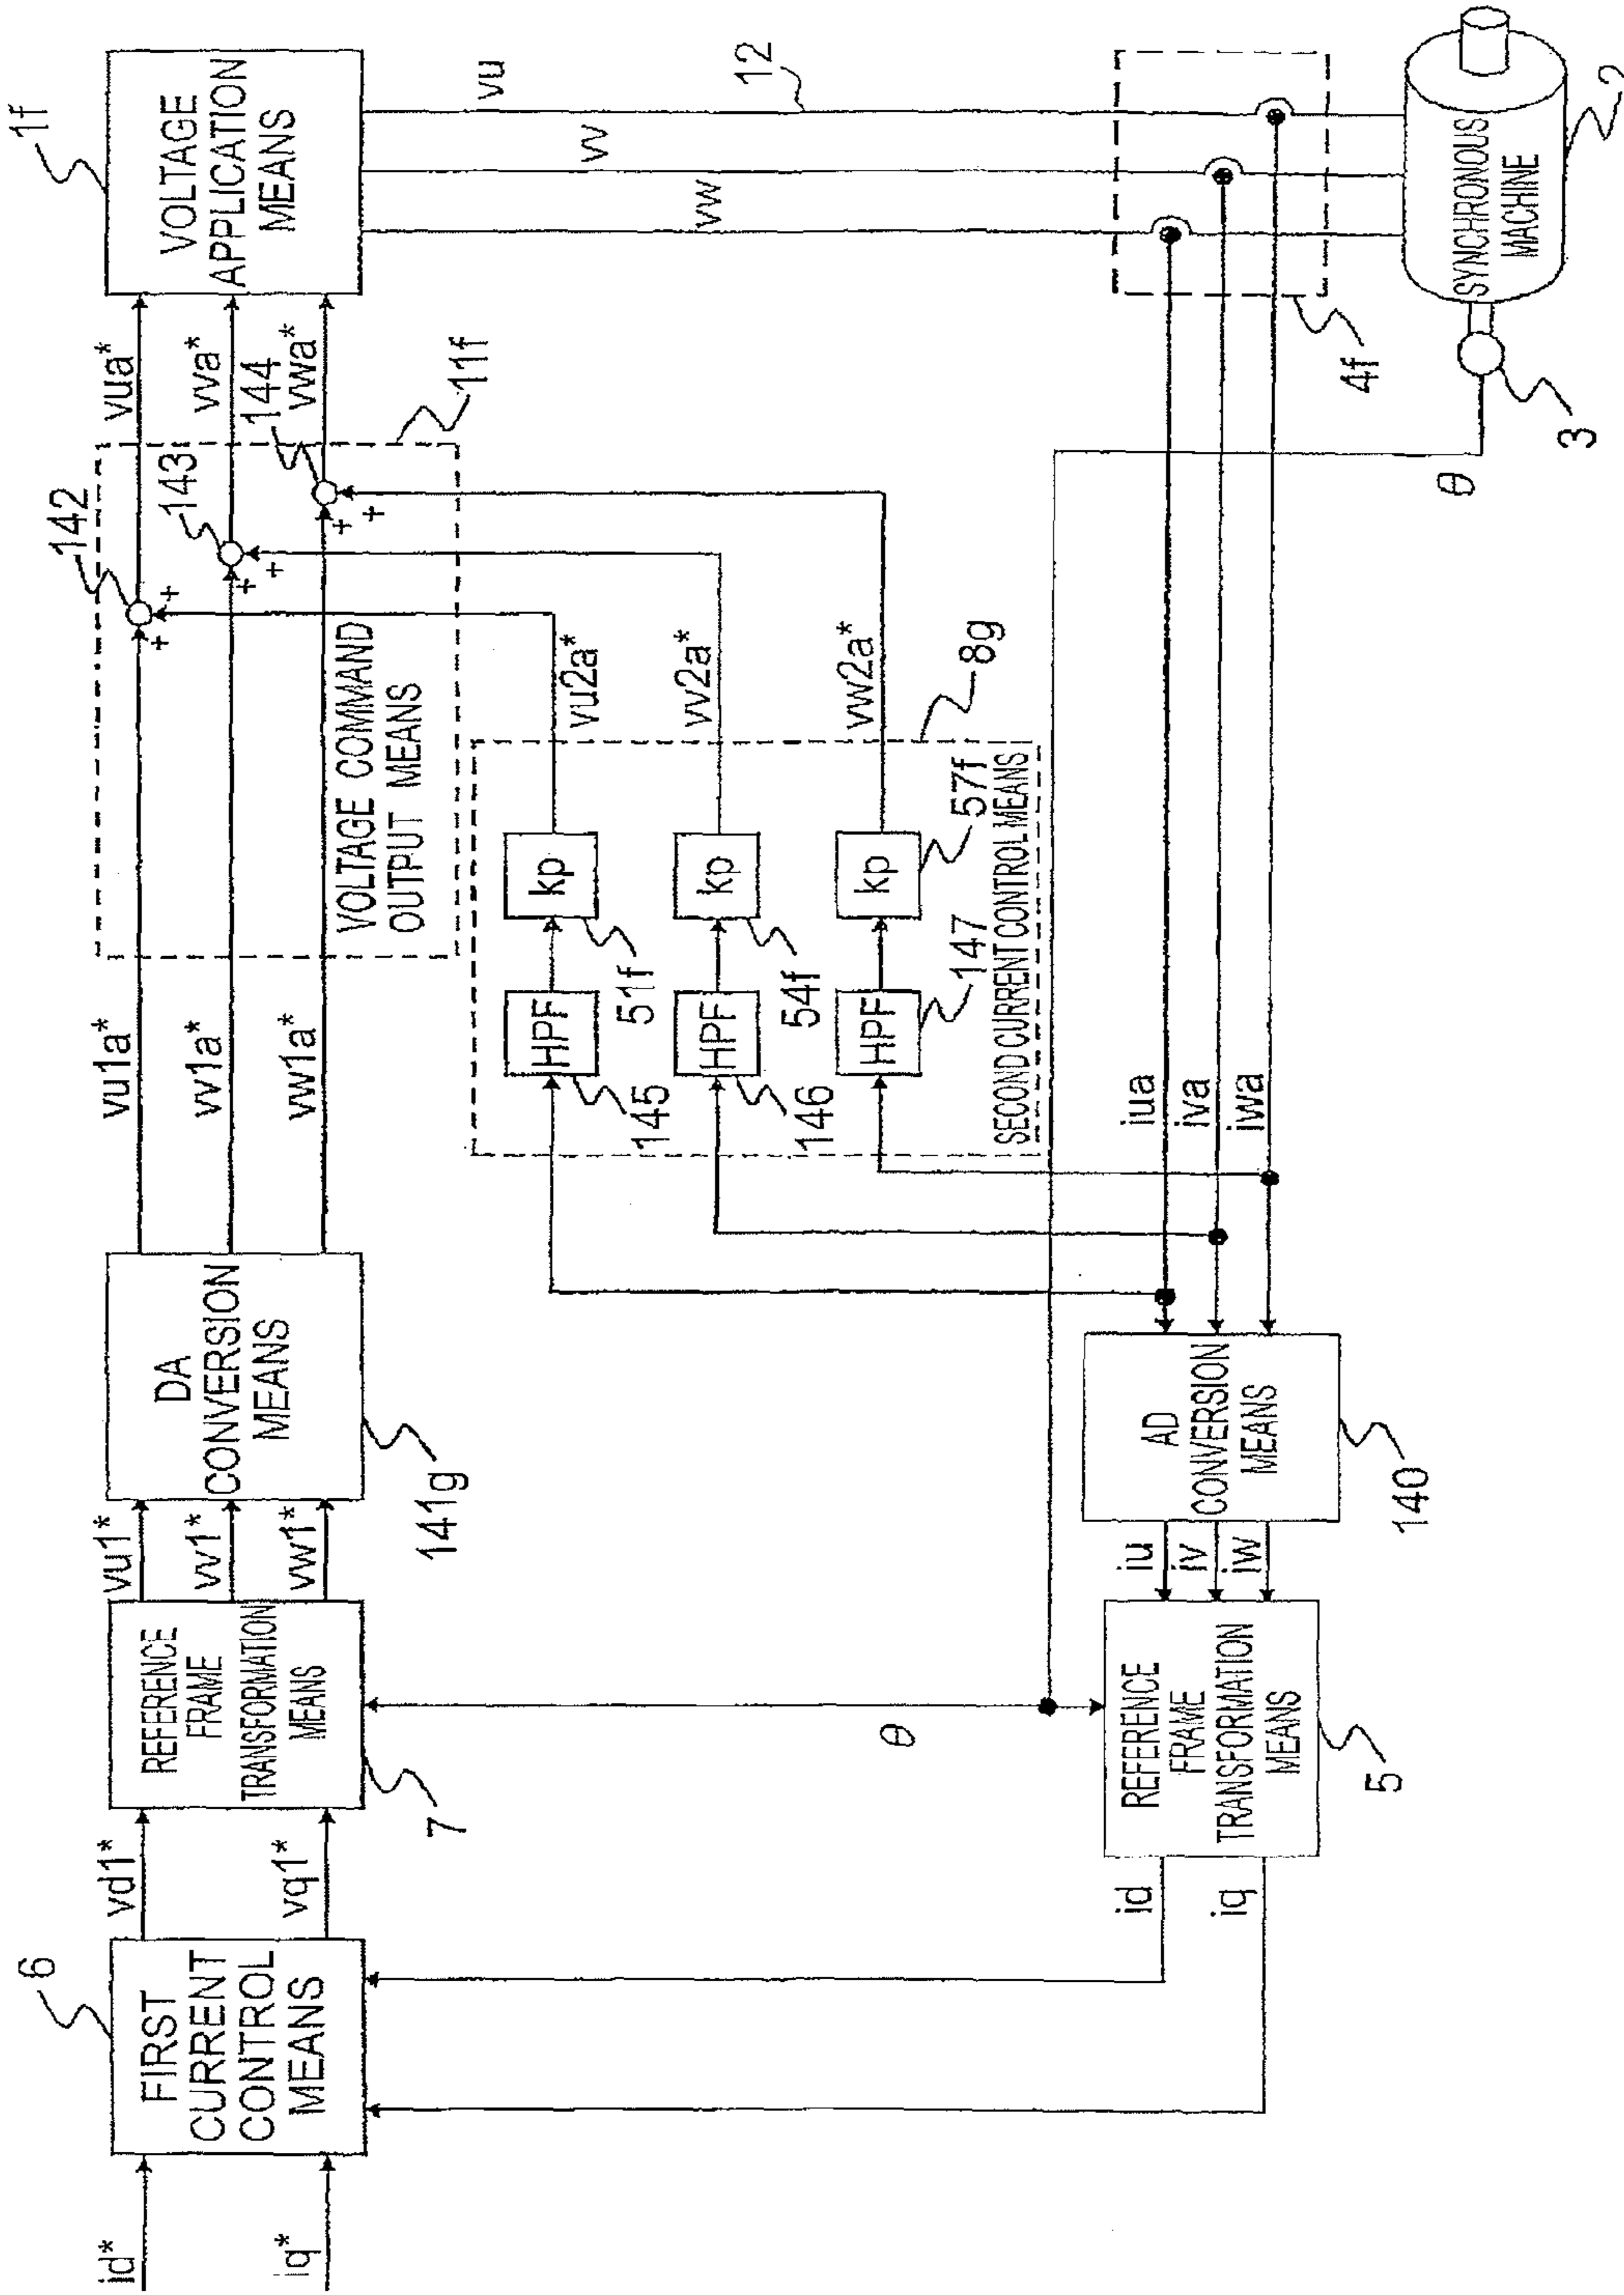 id*
iq*
6
FIRST
CURRENT
CONTROL
MEANS
vd1*
vq1*
REFERENCE
FRAME
TRANSFORMATION
MEANS
7
vu1*
vv1*
vw1*
DA
CONVERSION
MEANS
141g
vu1a*
vv1a*
vw1a*
142
143
144
+
+
+
+
+
+
VOLTAGE COMMAND
OUTPUT MEANS
11f
vua*
vva*
vwa*
VOLTAGE
APPLICATION
MEANS
1f
HPF
145
kp
51f
vu2a*
HPF
146
kp
54f
vv2a*
HPF
147
kp
57f
vw2a*
SECOND CURRENT CONTROL MEANS
8g
vu
vv
vw
12
θ
id
iq
REFERENCE
FRAME
TRANSFORMATION
MEANS
5
iu
iv
iw
AD
CONVERSION
MEANS
140
iua
iva
iwa
4f
θ
3
SYNCHRONOUS
MACHINE
2